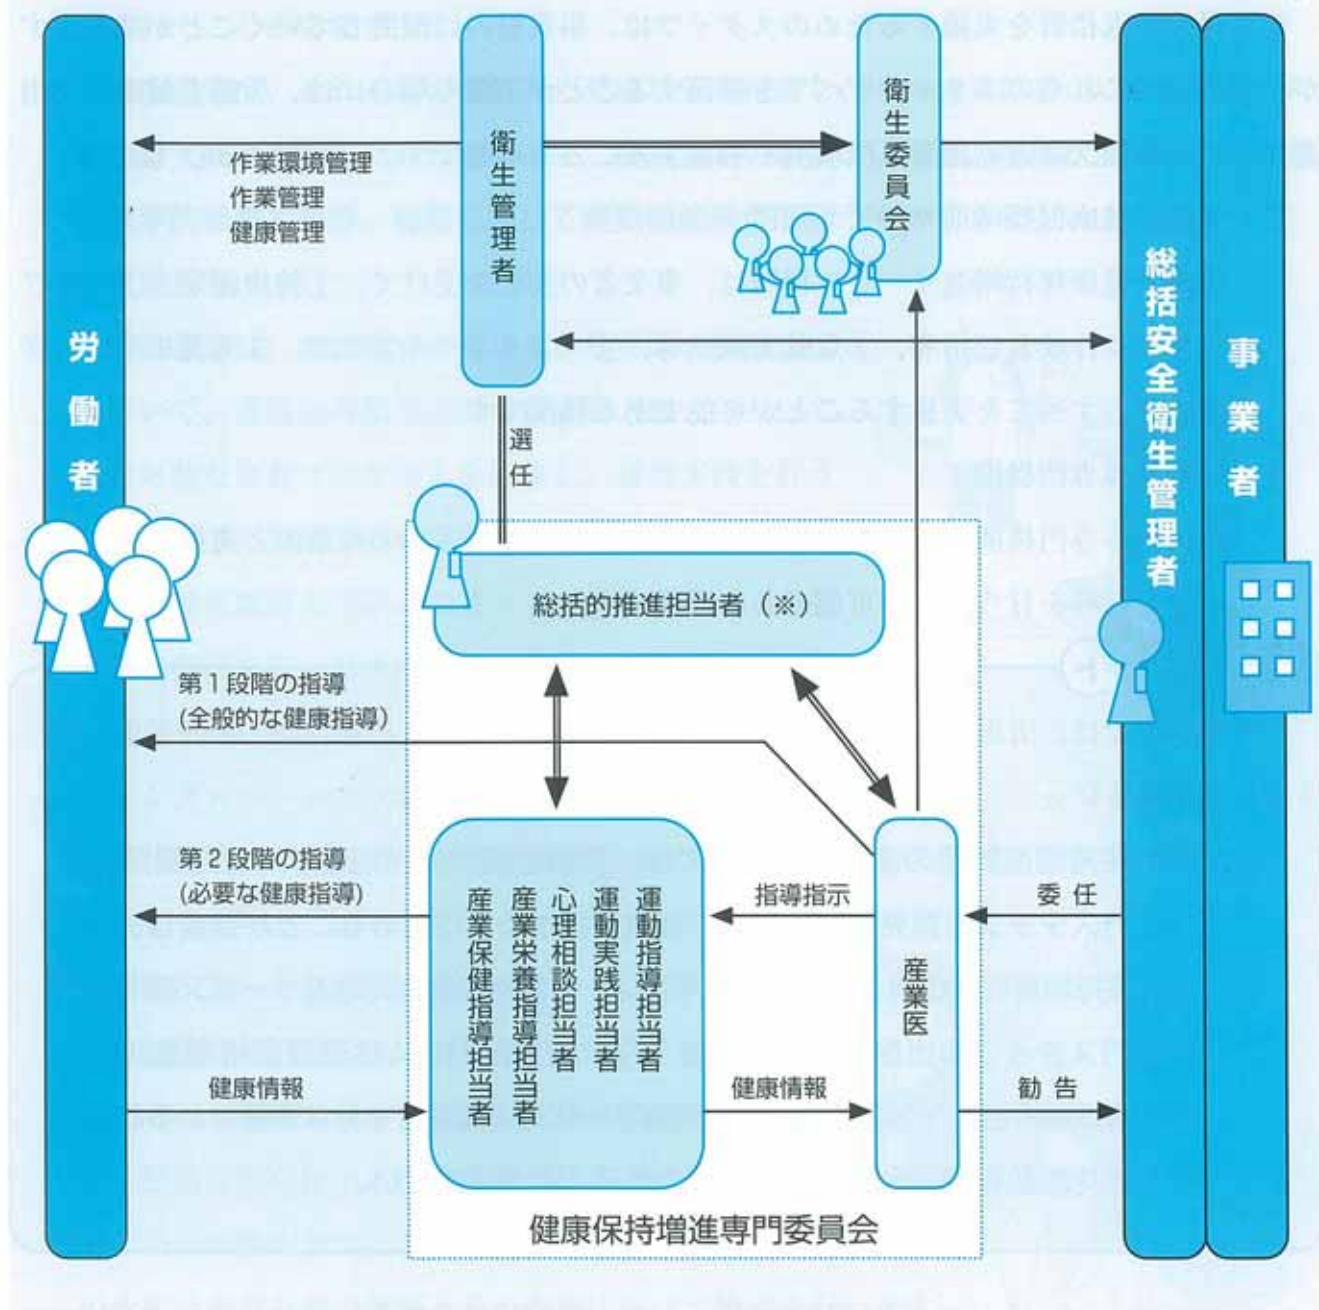 衛生管理者
衛生委員会
作業環境管理
作業管理
健康管理
労働者
総括安全衛生管理者
事業者
選任
総括的推進担当者（※）
第1段階の指導
(全般的な健康指導)
第2段階の指導
(必要な健康指導)
運動指導担当者
運動実践担当者
心理相談担当者
産業栄養指導担当者
産業保健指導担当者
指導指示
委任
産業医
健康情報
健康情報
勧告
健康保持増進専門委員会